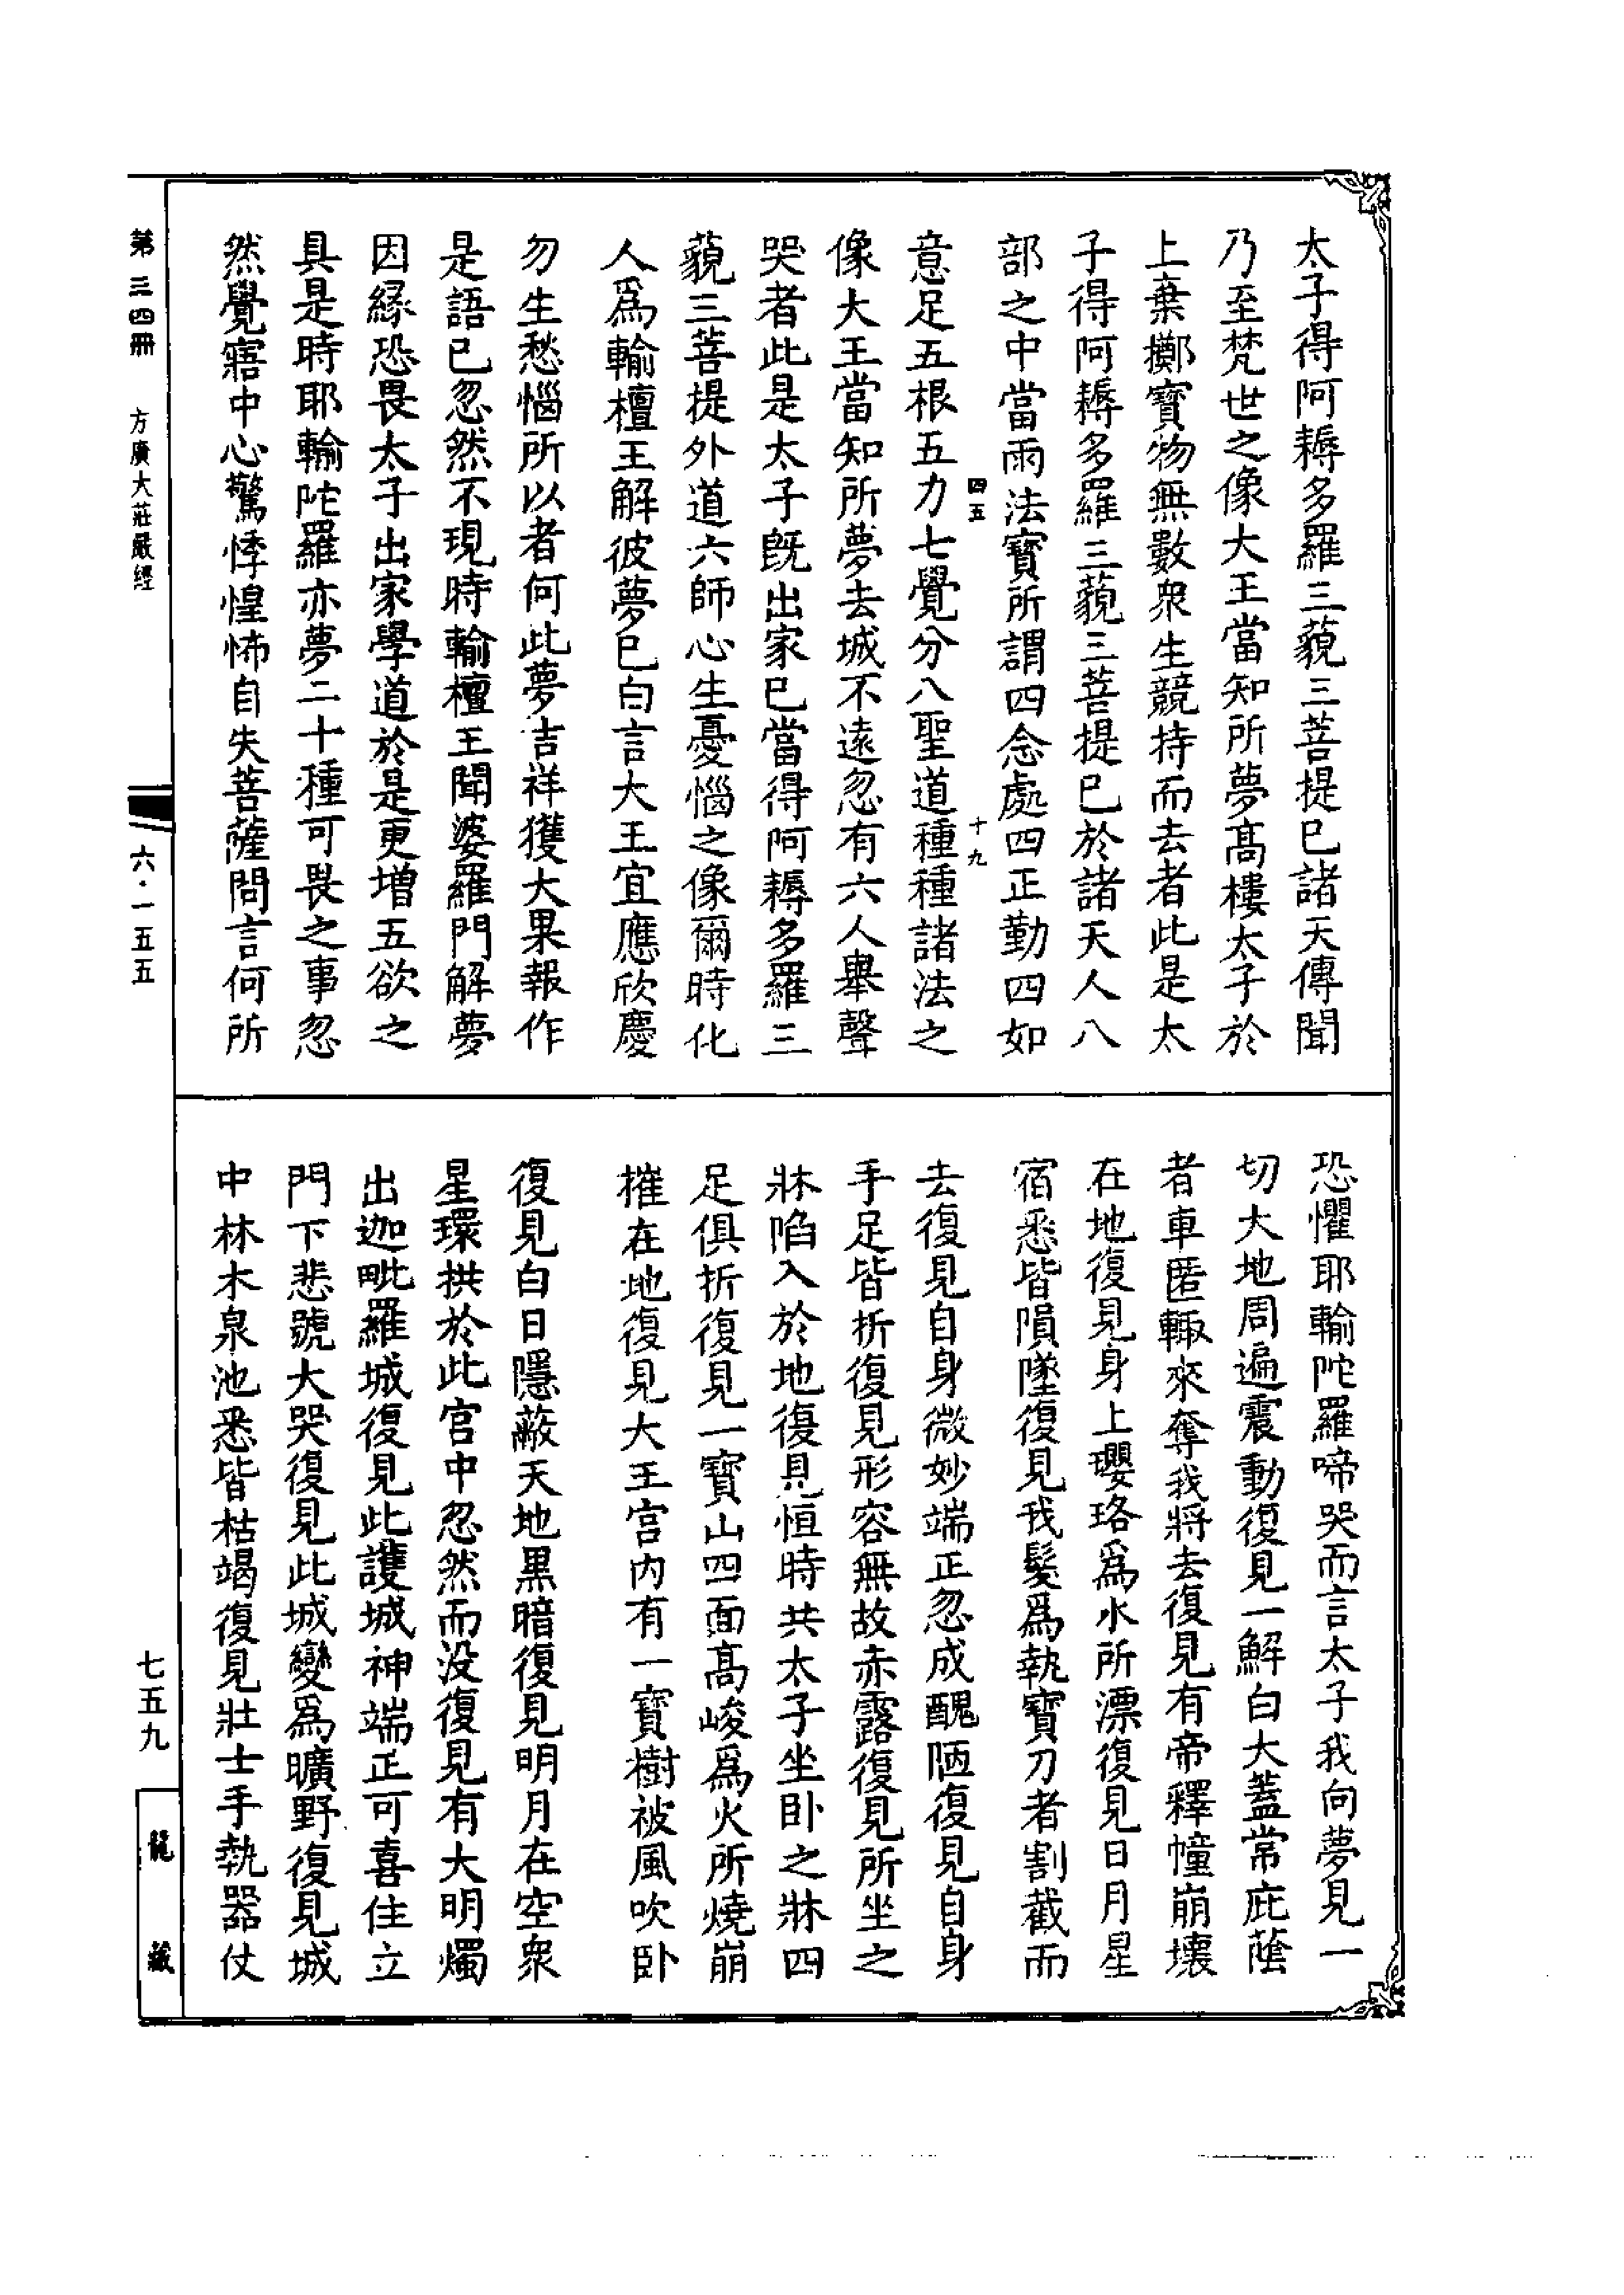 太子得阿耨多羅三藐三菩提已諸天傳聞
乃至梵世之像大王當知所夢高樓太子於
上棄擲寶物無數衆生競持而去者此是太
子得阿耨多羅三藐三菩提已於諸天人八
部之中當雨法寶所謂四念處四正勤四如
四五
十九
意足五根五力七覺分八聖道種種諸法之
像大王當知所夢去城不遠忽有六人舉聲
哭者此是太子旣出家已當得阿耨多羅三
藐三菩提外道六師心生憂惱之像爾時化
人爲輸檀王解彼夢已白言大王宜應欣慶
勿生愁惱所以者何此夢吉祥獲大果報作
是語已忽然不現時輸檀王聞婆羅門解夢
因緣恐畏太子出家學道於是更增五欲之
具是時耶輸陀羅亦夢二十種可畏之事忽
然覺寤中心驚悸惶怖自失菩薩問言何所
恐懼耶輸陀羅啼哭而言太子我向夢見一
切大地周遍震動復見一解白大蓋常庇蔭
者車匿輙來奪我將去復見有帝釋幢崩壞
在地復見身上瓔珞爲水所漂復見日月星
宿悉皆隕墜復見我髮爲執寶刀者割截而
去復見自身微妙端正忽成醜陋復見自身
手足皆折復見形容無故赤露復見所坐之
牀陷入於地復見恒時共太子坐卧之牀四
足俱折復見一寶山四面高峻爲火所燒崩
摧在地復見大王宮內有一寶樹被風吹卧
復見白日隱蔽天地黑暗復見明月在空衆
星環拱於此宮中忽然而没復見有大明燭
出迦毗羅城復見此護城神端正可喜住立
門下悲號大哭復見此城變爲曠野復見城
中林木泉池悉皆枯竭復見壯士手執器仗
第三四冊 方廣大莊嚴經 六·一五五
七五九 龍藏